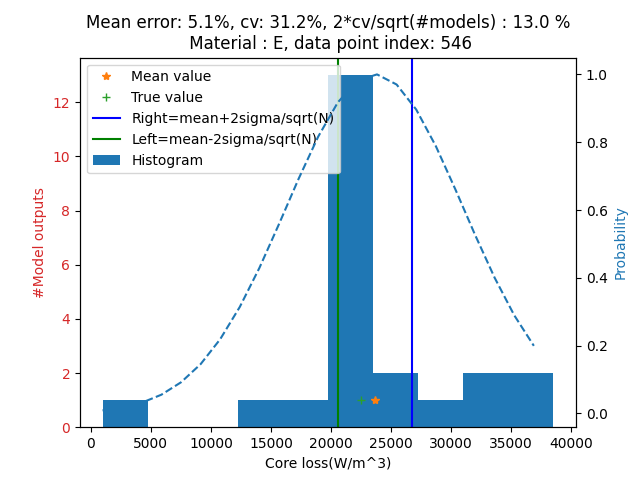 Mean error: 5.1%, cv: 31.2%, 2*cv/sqrt(#models) : 13.0 %
Material : E, data point index: 546
Mean value
True value
Right=mean+2sigma/sqrt(N)
Left=mean-2sigma/sqrt(N)
Histogram
12
10
8
6
4
2
0
#Model outputs
1.0
0.8
0.6
0.4
0.2
0.0
Probability
0 5000 10000 15000 20000 25000 30000 35000 40000
Core loss(W/m^3)